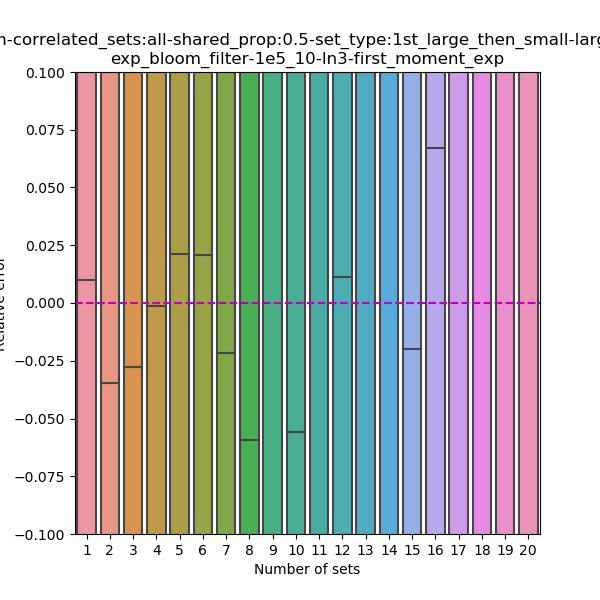 -correlated_sets:all-shared_prop:0.5-set_type:1st_large_then_small-lar
exp_bloom_filter-1e5_10-ln3-first_moment_exp
0.100
0.075
0.050
0.025
0.000
−0.025
−0.050
−0.075
−0.100
Relative error
1 2 3 4 5 6 7 8 9 10 11 12 13 14 15 16 17 18 19 20
Number of sets